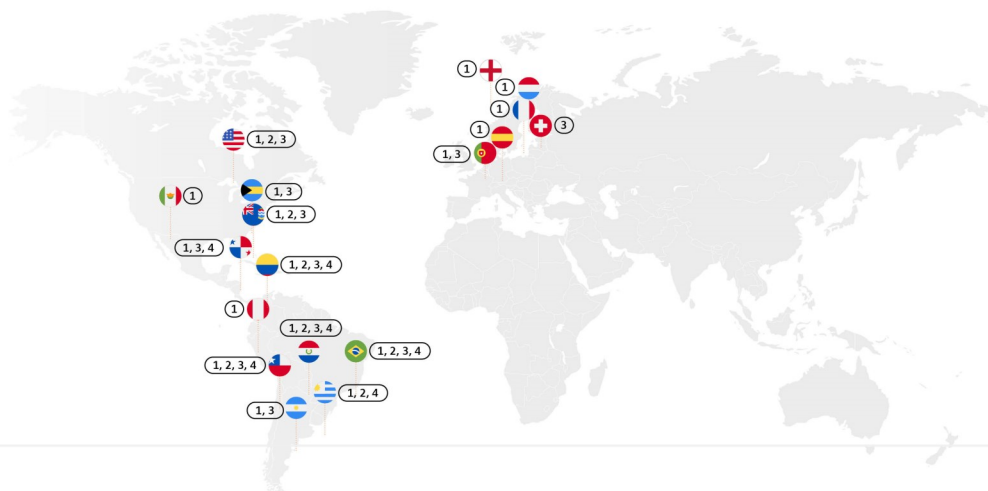 1
1
1
3
1
1, 3
1, 2, 3
1
1, 3
1, 2, 3
1, 3, 4
1, 2, 3, 4
1
1, 2, 3, 4
1, 2, 3, 4
1, 2, 3, 4
1, 2, 4
1, 3